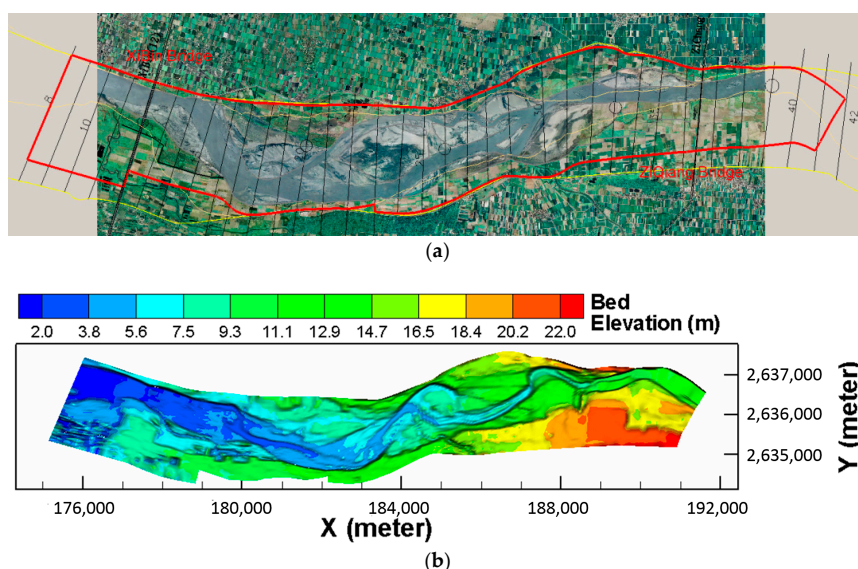 XiBin Bridge
8
10
40
42
ZiQiang Bridge
(a)
2.0 3.8 5.6 7.5 9.3 11.1 12.9 14.7 16.5 18.4 20.2 22.0
Bed
Elevation (m)
2,637,000
2,636,000
2,635,000
Y (meter)
176,000 180,000 184,000 188,000 192,000
X (meter)
(b)